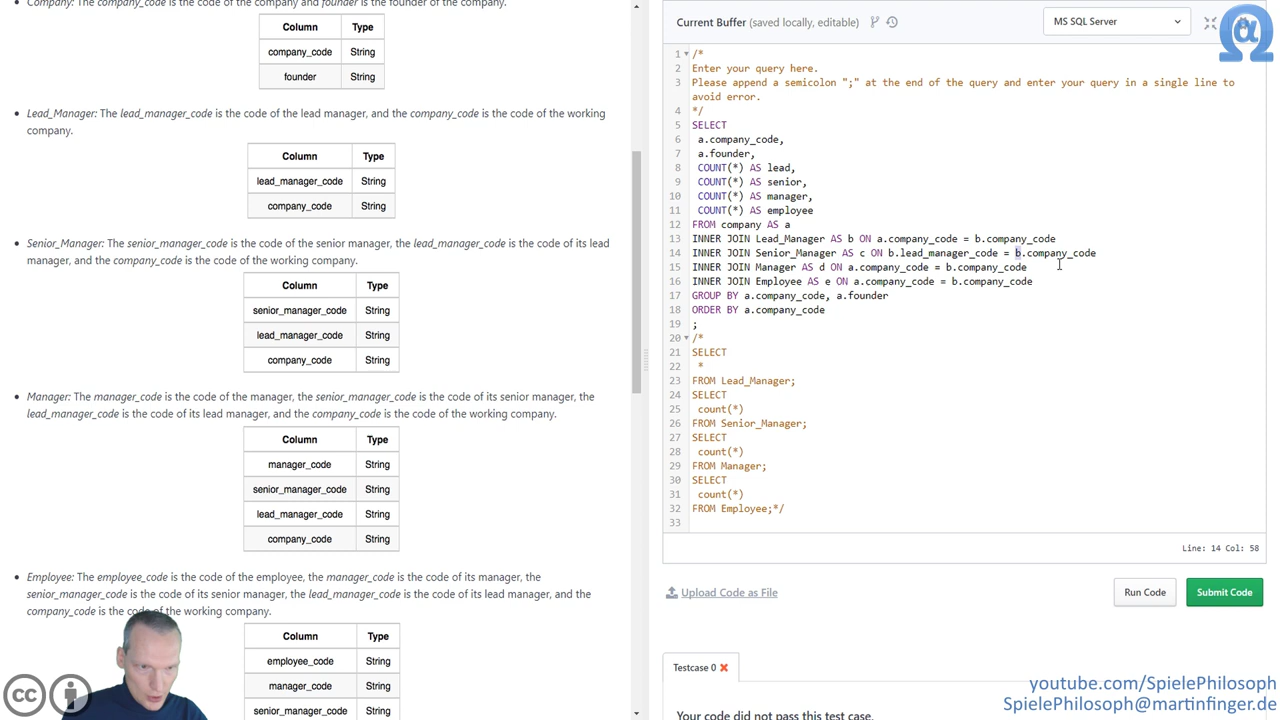 Company: The company_code is the code of the company and founder is the founder of the company.
Column Type
company_code String
founder String
Lead_Manager: The lead_manager_code is the code of the lead manager, and the company_code is the code of the working
company.
Column Type
lead_manager_code String
company_code String
Senior_Manager: The senior_manager_code is the code of the senior manager, the lead_manager_code is the code of its lead
manager, and the company_code is the code of the working company.
Column Type
senior_manager_code String
lead_manager_code String
company_code String
Manager: The manager_code is the code of the manager, the senior_manager_code is the code of its senior manager, the
lead_manager_code is the code of its lead manager, and the company_code is the code of the working company.
Column Type
manager_code String
senior_manager_code String
lead_manager_code String
company_code String
Employee: The employee_code is the code of the employee, the manager_code is the code of its manager, the
senior_manager_code is the code of its senior manager, the lead_manager_code is the code of its lead manager, and the
company_code is the code of the working company.
Column Type
employee_code String
manager_code String
senior_manager_code String
cc
Current Buffer (saved locally, editable)
MS SQL Server
1 /*
2 Enter your query here.
3 Please append a semicolon ";" at the end of the query and enter your query in a single line to
avoid error.
4 */
5 SELECT
6 a.company_code,
7 a.founder,
8 COUNT(*) AS lead,
9 COUNT(*) AS senior,
10 COUNT(*) AS manager,
11 COUNT(*) AS employee
12 FROM company AS a
13 INNER JOIN Lead_Manager AS b ON a.company_code = b.company_code
14 INNER JOIN Senior_Manager AS c ON b.lead_manager_code = b.company_code
15 INNER JOIN Manager AS d ON a.company_code = b.company_code
16 INNER JOIN Employee AS e ON a.company_code = b.company_code
17 GROUP BY a.company_code, a.founder
18 ORDER BY a.company_code
19 ;
20 /*
21 SELECT
22 *
23 FROM Lead_Manager;
24 SELECT
25 count(*)
26 FROM Senior_Manager;
27 SELECT
28 count(*)
29 FROM Manager;
30 SELECT
31 count(*)
32 FROM Employee;*/
33
Line: 14 Col: 58
Upload Code as File
Run Code
Submit Code
Testcase 0
Your code did not pass this test case.
youtube.com/SpielePhilosoph
SpielePhilosoph@martinfinger.de